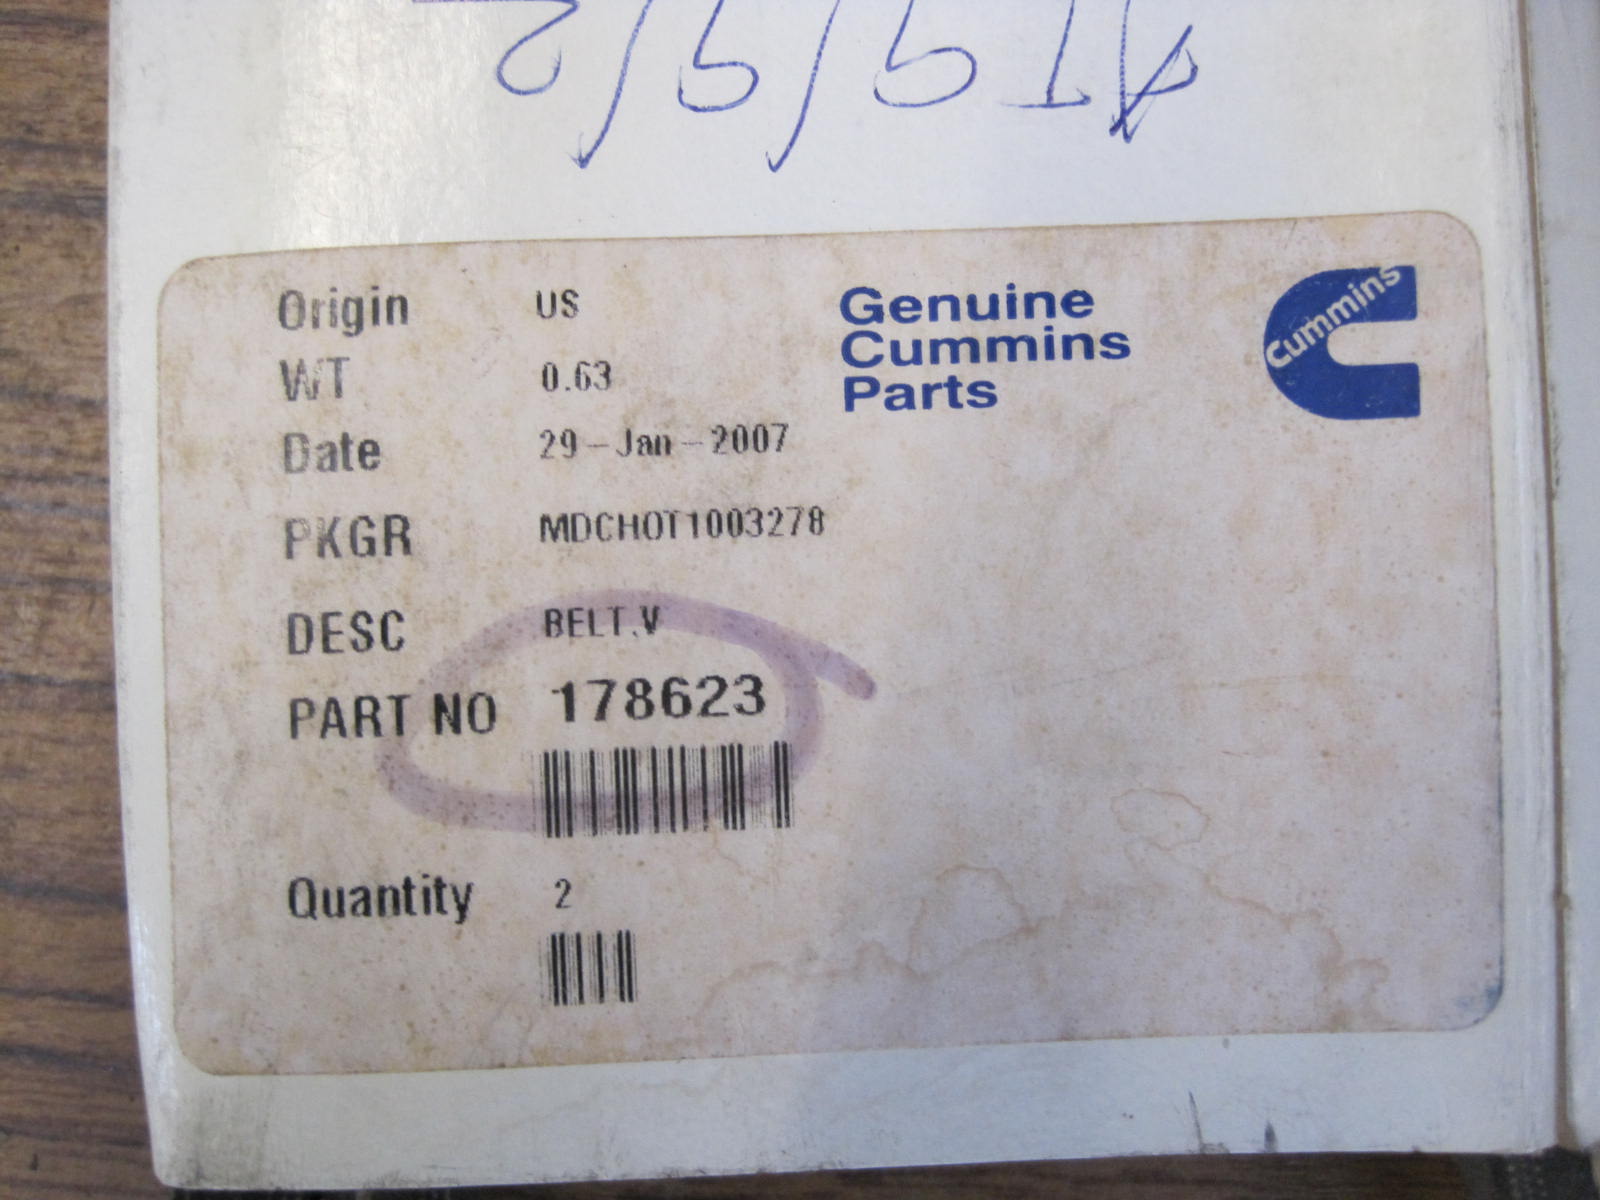 Origin US
WT 0.63
Date 29-Jan-2007
PKGR MDCHOT1003278
DESC BELT,V
PART NO 178623
Quantity 2
Genuine
Cummins
Parts
Cummins